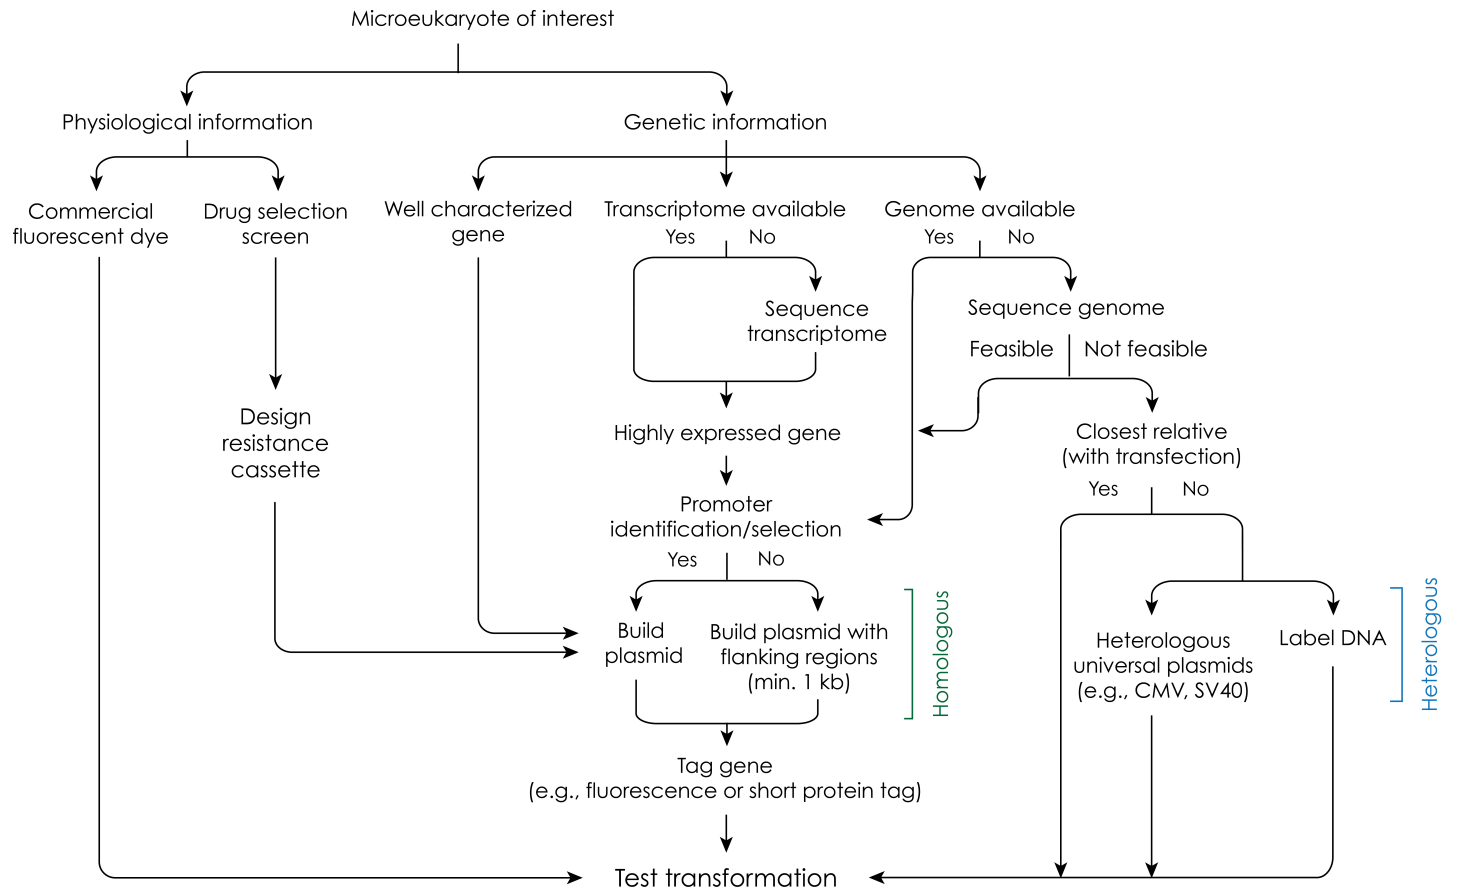 Microeukaryote of interest
Physiological information
Genetic information
Commercial
fluorescent dye
Drug selection
screen
Well characterized
gene
Transcriptome available
Yes No
Genome available
Yes No
Sequence
transcriptome
Sequence genome
Feasible Not feasible
Design
resistance
cassette
Highly expressed gene
Closest relative
(with transfection)
Yes No
Promoter
identification/selection
Yes No
Build
plasmid
Build plasmid with
flanking regions
(min. 1 kb)
Homologous
Heterologous
universal plasmids
(e.g., CMV, SV40)
Label DNA
Heterologous
Tag gene
(e.g., fluorescence or short protein tag)
Test transformation